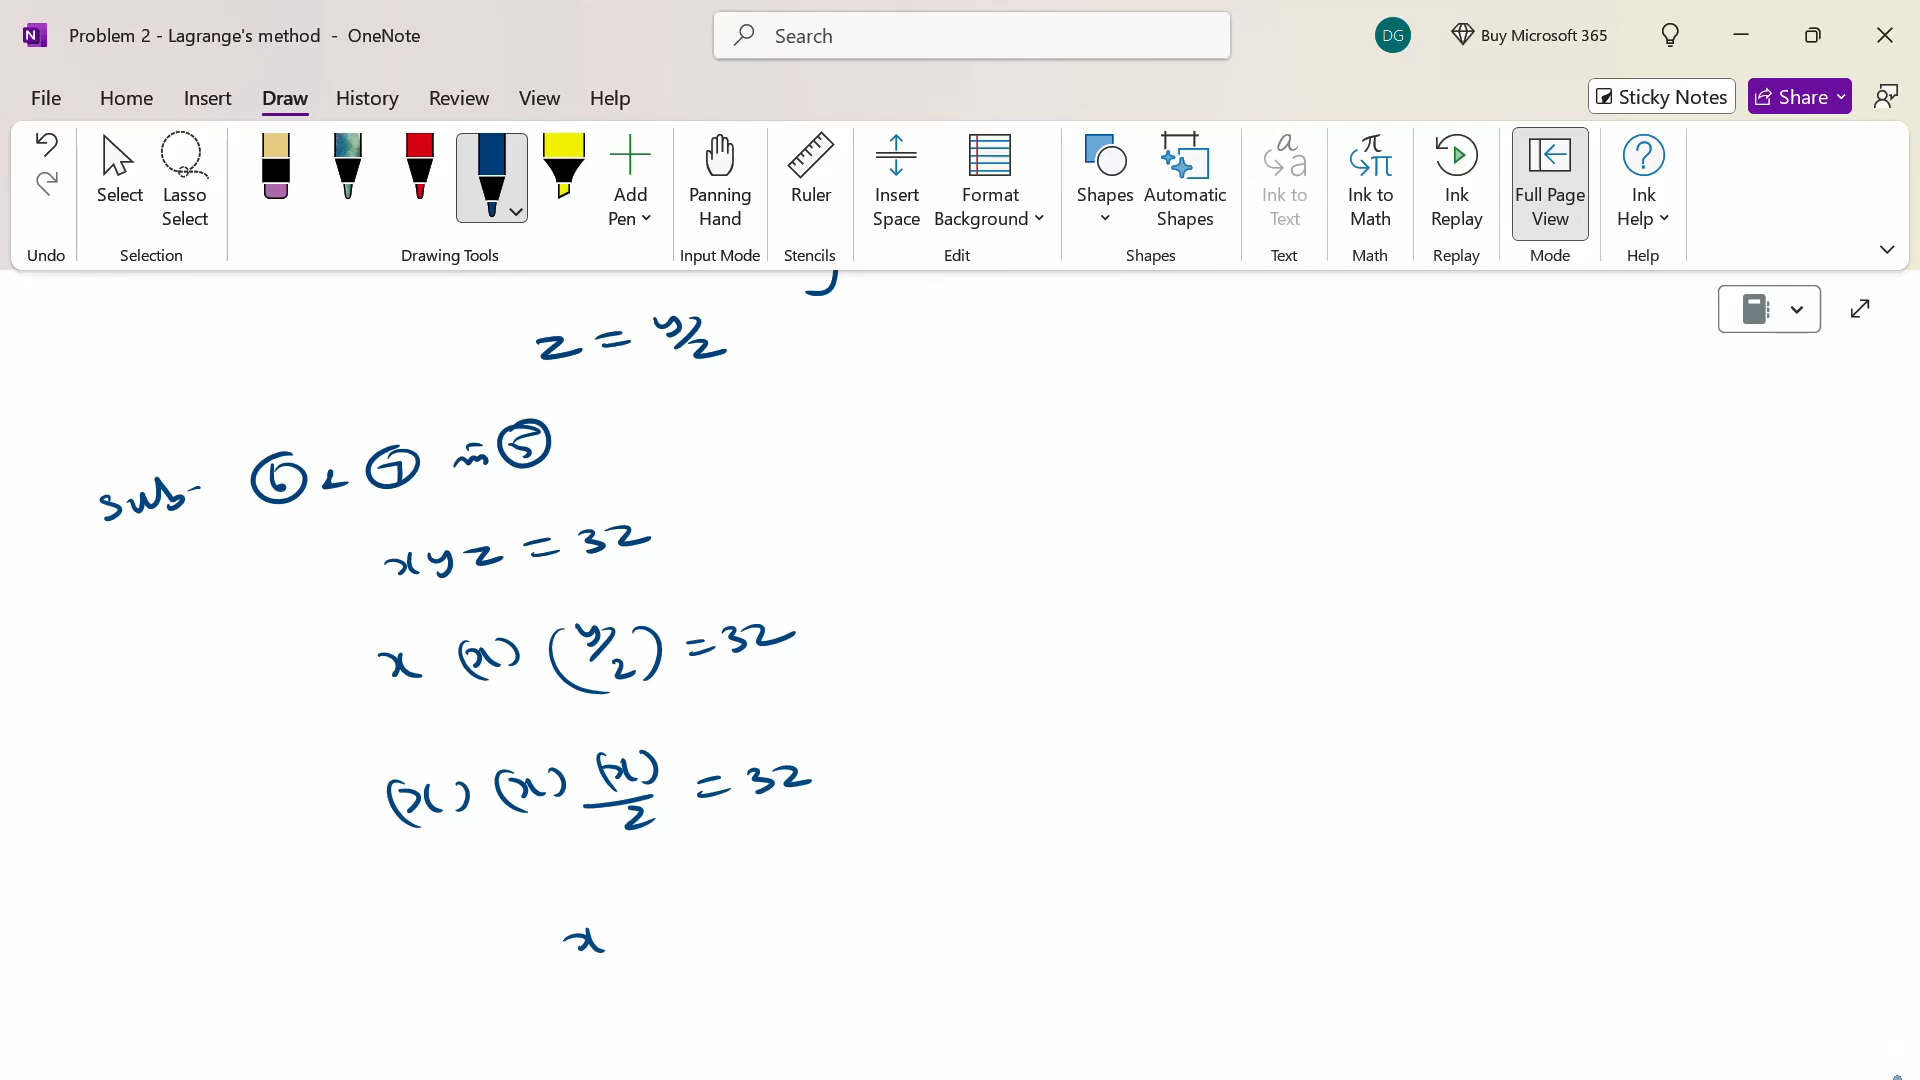 Problem 2 - Lagrange's method - OneNote
Search
DG
Buy Microsoft 365
File Home Insert Draw History Review View Help
Sticky Notes
Share
Select
Lasso Select
Add Pen
Panning Hand
Ruler
Insert Space
Format Background
Shapes
Automatic Shapes
Ink to Text
Ink to Math
Ink Replay
Full Page View
Ink Help
Undo Selection Drawing Tools Input Mode Stencils Edit Shapes Text Math Replay Mode Help
z = y/2
sub- ⑥ & ⑦ in ⑤
xyz = 32
x (x) (y/2) = 32
(x) (x) (x)/2 = 32
x